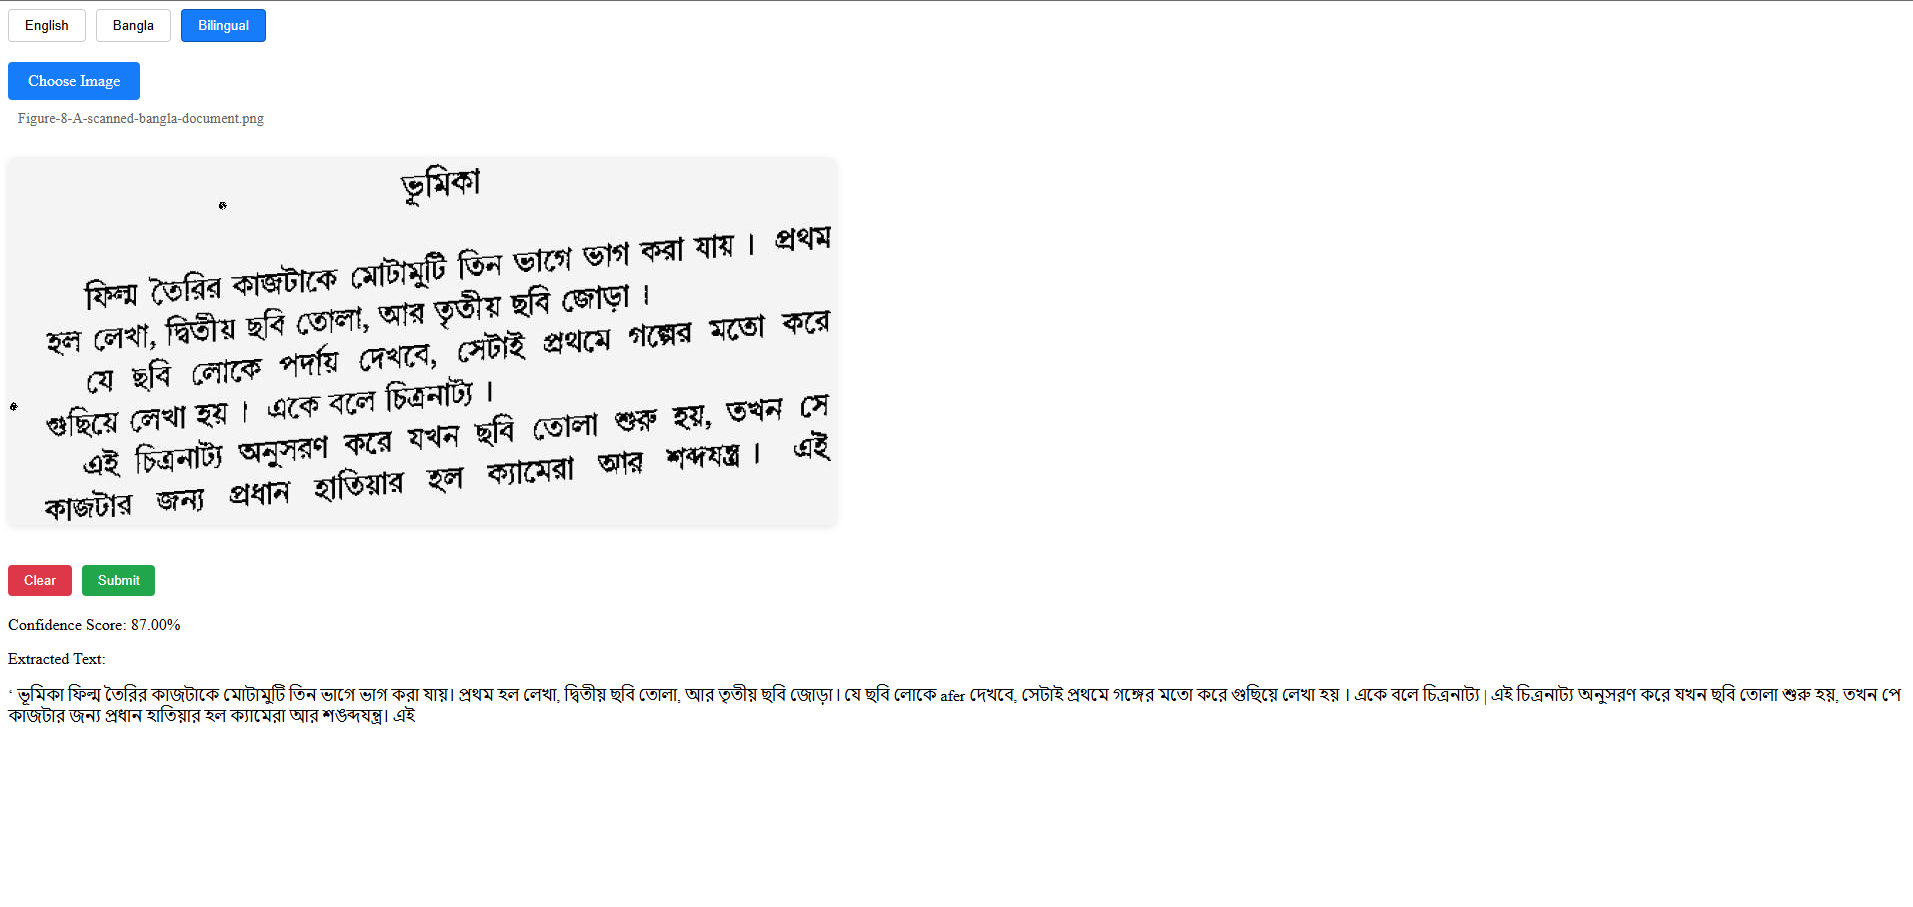 English Bangla Bilingual
Choose Image
Figure-8-A-scanned-bangla-document.png
ভূমিকা
ফিল্ম তৈরির কাজটাকে মোটামুটি তিন ভাগে ভাগ করা যায়। প্রথম
হল লেখা, দ্বিতীয় ছবি তোলা, আর তৃতীয় ছবি জোড়া।
যে ছবি লোকে পর্দায় দেখবে, সেটাই প্রথমে গল্পের মতো করে
গুছিয়ে লেখা হয়। একে বলে চিত্রনাট্য।
এই চিত্রনাট্য অনুসরণ করে যখন ছবি তোলা শুরু হয়, তখন সে
কাজটার জন্য প্রধান হাতিয়ার হল ক্যামেরা আর শব্দযন্ত্র। এই
Clear Submit
Confidence Score: 87.00%
Extracted Text:
‘ ভূমিকা ফিল্ম তৈরির কাজটাকে মোটামুটি তিন ভাগে ভাগ করা যায়। প্রথম হল লেখা, দ্বিতীয় ছবি তোলা, আর তৃতীয় ছবি জোড়া। যে ছবি লোকে afer দেখবে, সেটাই প্রথমে গঙ্গের মতো করে গুছিয়ে লেখা হয় । একে বলে চিত্রনাট্য | এই চিত্রনাট্য অনুসরণ করে যখন ছবি তোলা শুরু হয়, তখন পে
কাজটার জন্য প্রধান হাতিয়ার হল ক্যামেরা আর শঙব্দযন্ত্র। এই